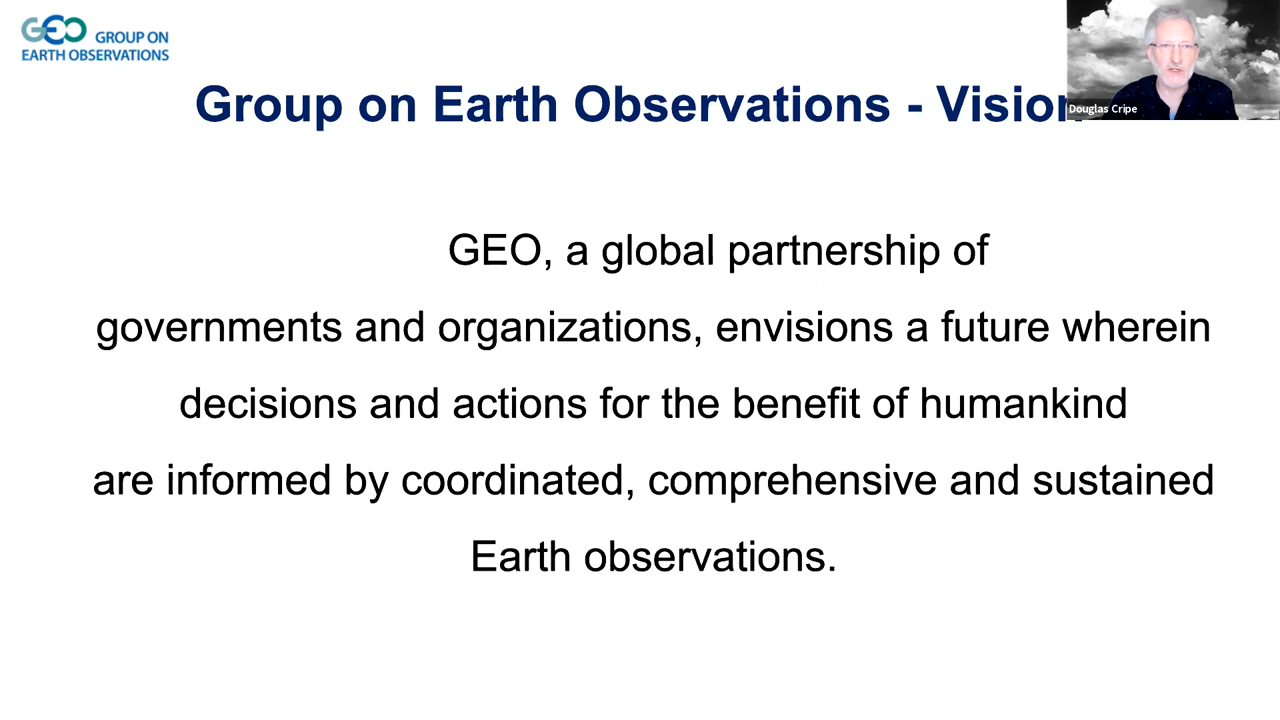 GEO GROUP ON
EARTH OBSERVATIONS
Group on Earth Observations - Vision
Douglas Cripe
GEO, a global partnership of
governments and organizations, envisions a future wherein
decisions and actions for the benefit of humankind
are informed by coordinated, comprehensive and sustained
Earth observations.